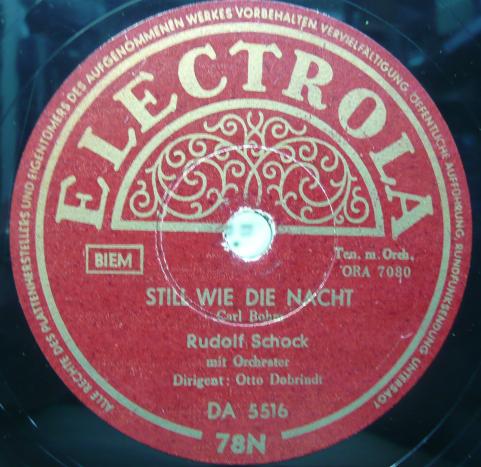 ALLE RECHTE DES PLATTENHERSTELLERS UND EIGENTÜMERS DES AUFGENOMMENEN WERKES VORBEHALTEN VERVIELFÄLTIGUNG, ÖFFENTLICHE AUFFÜHRUNG, RUNDFUNKSENDUNG UNTERSAGT
ELECTROLA
BIEM
Ten. m. Orch.
ORA 7080
STILL WIE DIE NACHT
Carl Bohm
Rudolf Schock
mit Orchester
Dirigent: Otto Dobrindt
DA 5516
78N